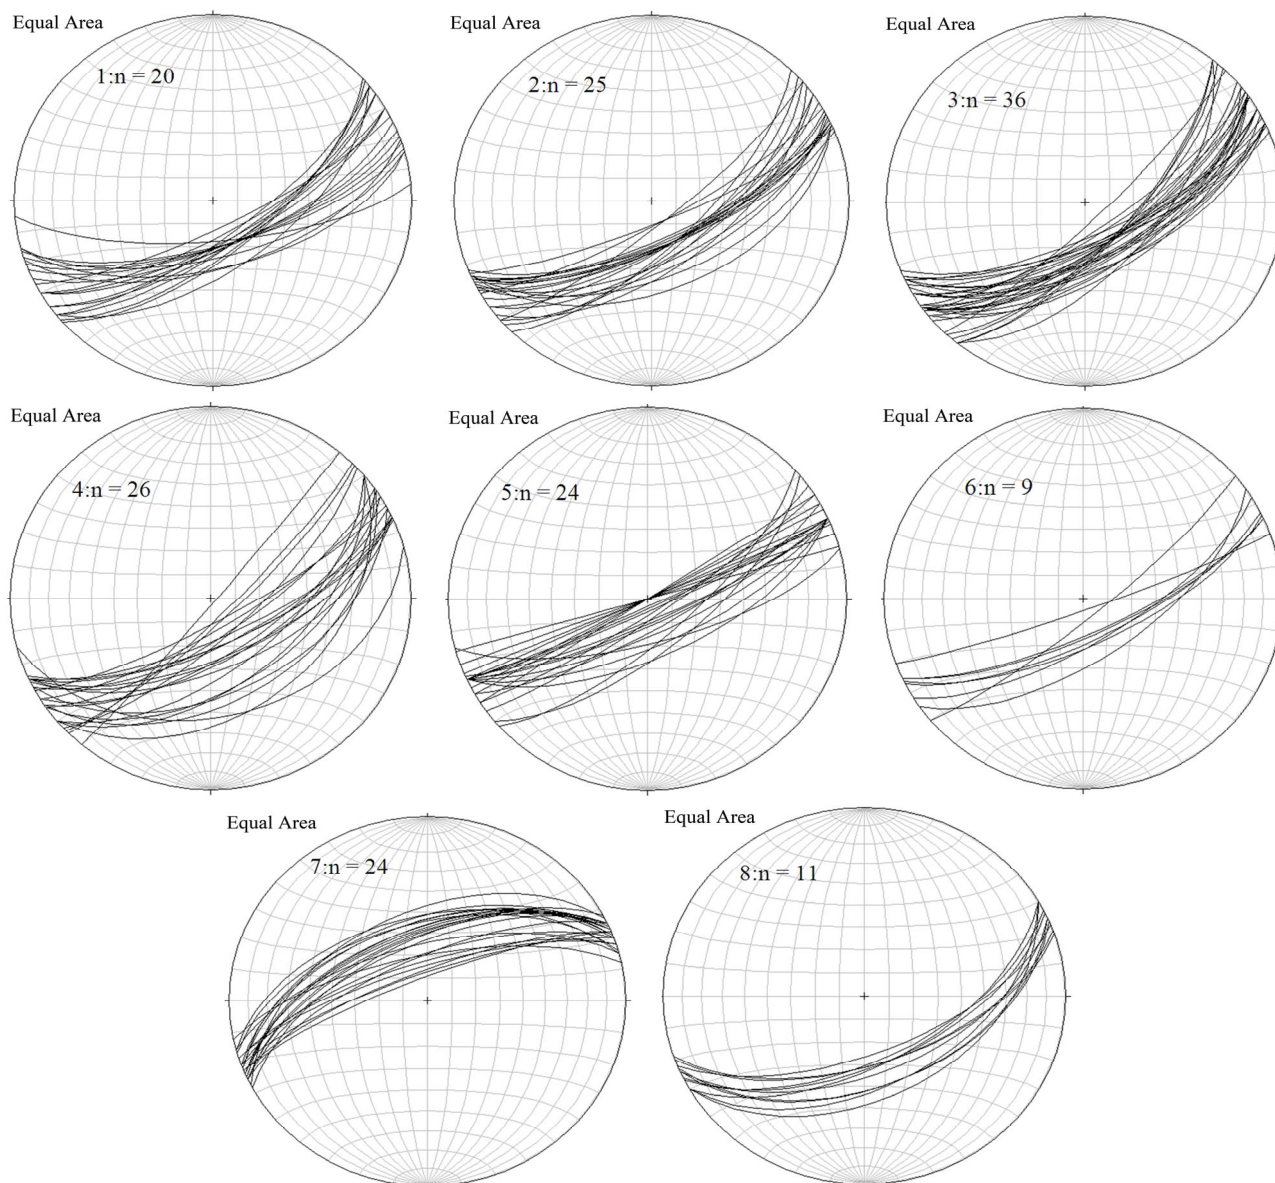 Equal Area
1:n = 20
Equal Area
2:n = 25
Equal Area
3:n = 36
Equal Area
4:n = 26
Equal Area
5:n = 24
Equal Area
6:n = 9
Equal Area
7:n = 24
Equal Area
8:n = 11